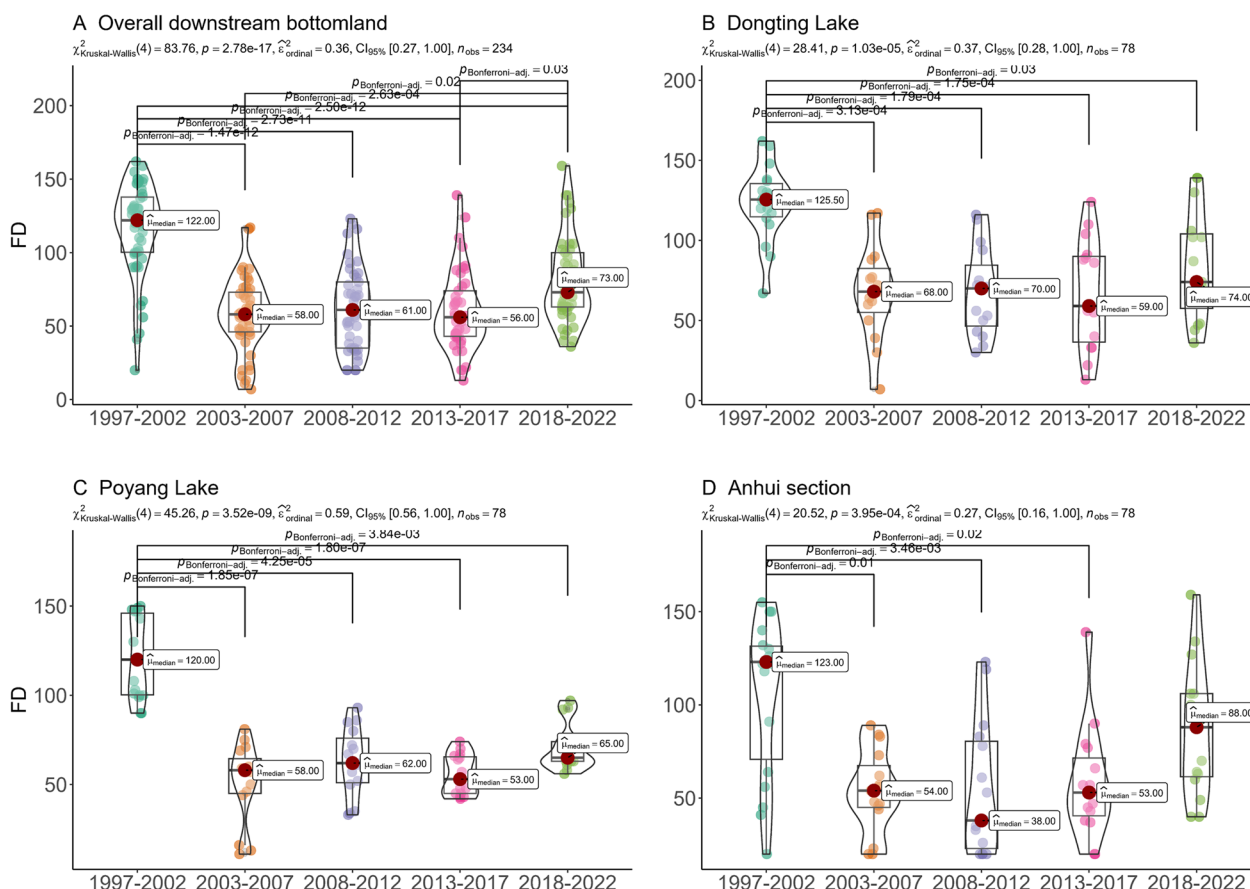 A Overall downstream bottomland
χ²Kruskal-Wallis(4) = 83.76, p = 2.78e-17, ε̂²ordinal = 0.36, CI95% [0.27, 1.00], nobs = 234
pBonferroni-adj. = 0.03
pBonferroni-adj. = 0.02
pBonferroni-adj. = 2.63e-04
pBonferroni-adj. = 2.50e-12
pBonferroni-adj. = 2.73e-11
pBonferroni-adj. = 1.47e-12
FD
200
150
100
50
0
μ̂median = 122.00
μ̂median = 58.00
μ̂median = 61.00
μ̂median = 56.00
μ̂median = 73.00
1997-2002 2003-2007 2008-2012 2013-2017 2018-2022
B Dongting Lake
χ²Kruskal-Wallis(4) = 28.41, p = 1.03e-05, ε̂²ordinal = 0.37, CI95% [0.28, 1.00], nobs = 78
pBonferroni-adj. = 0.03
pBonferroni-adj. = 1.75e-04
pBonferroni-adj. = 1.79e-04
pBonferroni-adj. = 3.13e-04
200
150
100
50
0
μ̂median = 125.50
μ̂median = 68.00
μ̂median = 70.00
μ̂median = 59.00
μ̂median = 74.00
1997-2002 2003-2007 2008-2012 2013-2017 2018-2022
C Poyang Lake
χ²Kruskal-Wallis(4) = 45.26, p = 3.52e-09, ε̂²ordinal = 0.59, CI95% [0.56, 1.00], nobs = 78
pBonferroni-adj. = 3.84e-03
pBonferroni-adj. = 1.80e-07
pBonferroni-adj. = 4.25e-05
pBonferroni-adj. = 1.85e-07
FD
150
100
50
μ̂median = 120.00
μ̂median = 58.00
μ̂median = 62.00
μ̂median = 53.00
μ̂median = 65.00
1997-2002 2003-2007 2008-2012 2013-2017 2018-2022
D Anhui section
χ²Kruskal-Wallis(4) = 20.52, p = 3.95e-04, ε̂²ordinal = 0.27, CI95% [0.16, 1.00], nobs = 78
pBonferroni-adj. = 0.02
pBonferroni-adj. = 3.46e-03
pBonferroni-adj. = 0.01
150
100
50
μ̂median = 123.00
μ̂median = 54.00
μ̂median = 38.00
μ̂median = 53.00
μ̂median = 88.00
1997-2002 2003-2007 2008-2012 2013-2017 2018-2022